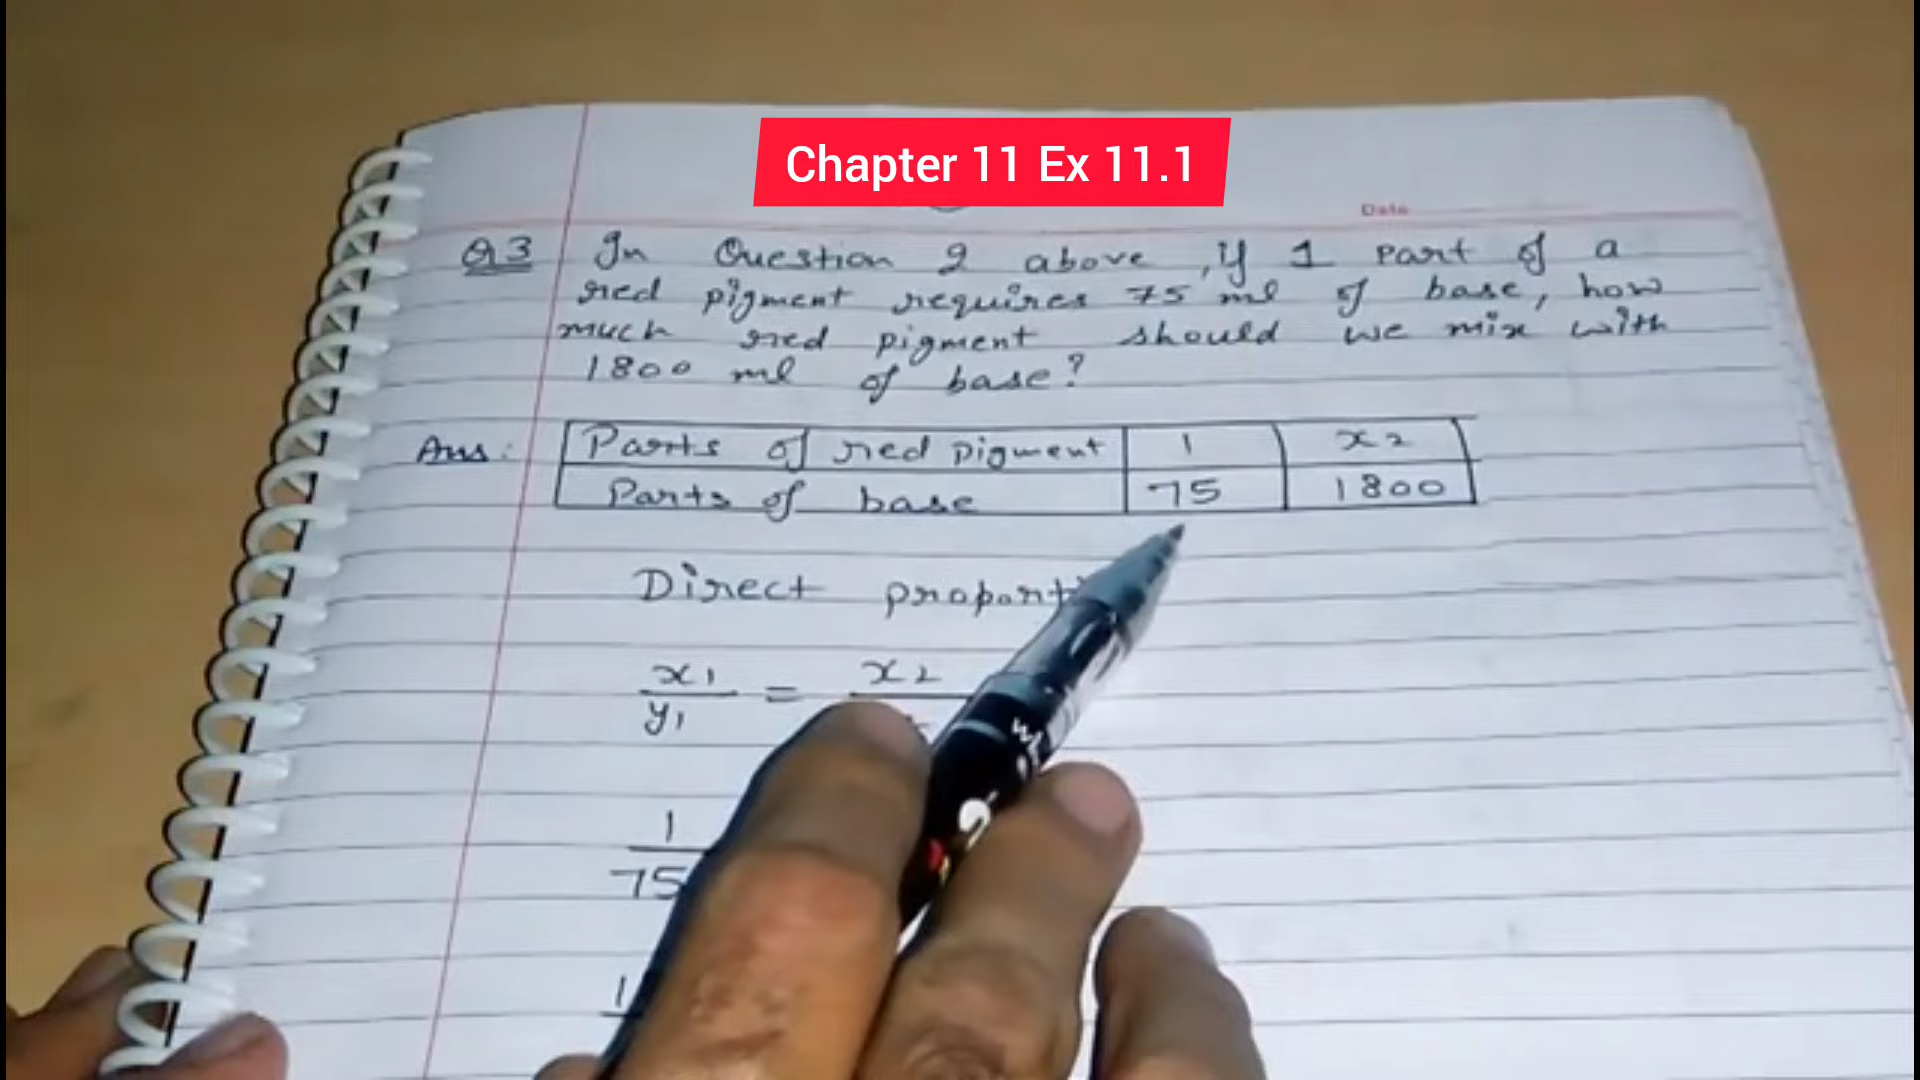 Chapter 11 Ex 11.1
Date
Q3 In Question 2 above, if 1 part of a
red pigment requires 75 ml of base, how
much red pigment should we mix with
1800 ml of base?
Ans: Parts of red pigment 1 x2
Parts of base 75 1800
Direct
x1 = x2
y1
1
75
1